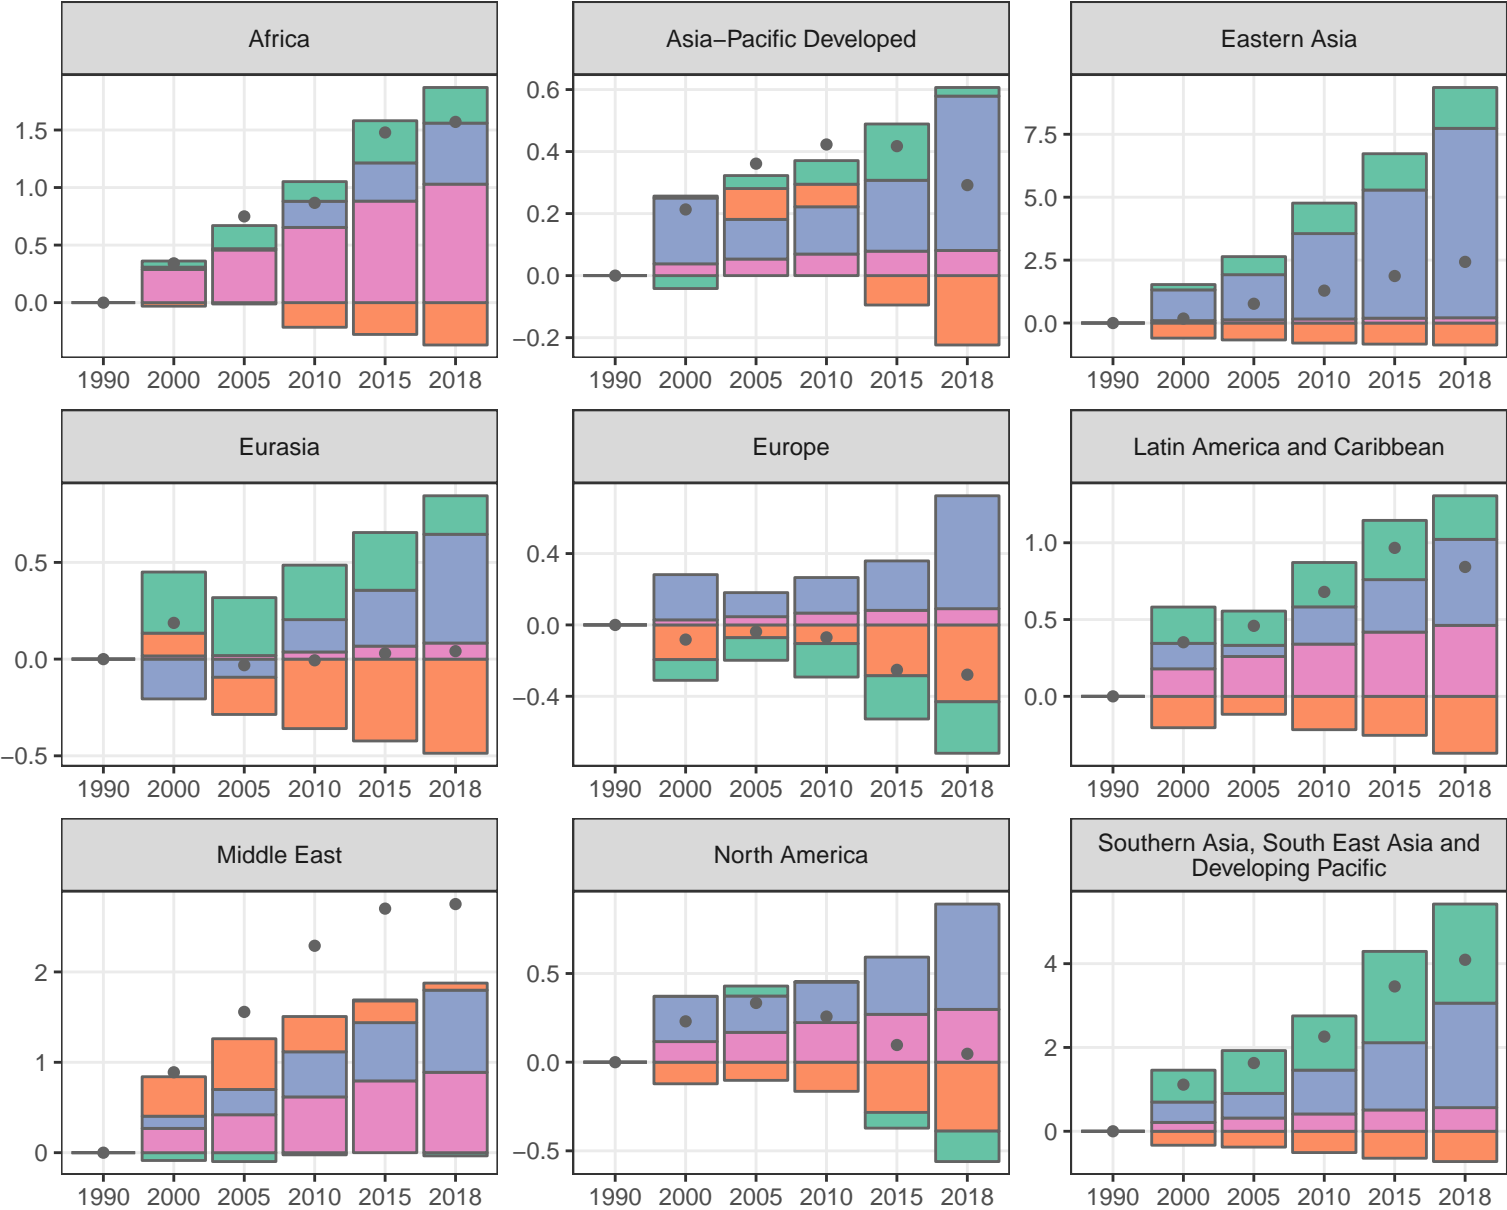 Africa
Asia−Pacific Developed
Eastern Asia
1.5
1.0
0.5
0.0
0.6
0.4
0.2
0.0
−0.2
7.5
5.0
2.5
0.0
1990 2000 2005 2010 2015 2018
1990 2000 2005 2010 2015 2018
1990 2000 2005 2010 2015 2018
Eurasia
Europe
Latin America and Caribbean
0.5
0.0
−0.5
0.4
0.0
−0.4
1.0
0.5
0.0
1990 2000 2005 2010 2015 2018
1990 2000 2005 2010 2015 2018
1990 2000 2005 2010 2015 2018
Middle East
North America
Southern Asia, South East Asia and
Developing Pacific
2
1
0
0.5
0.0
−0.5
4
2
0
1990 2000 2005 2010 2015 2018
1990 2000 2005 2010 2015 2018
1990 2000 2005 2010 2015 2018